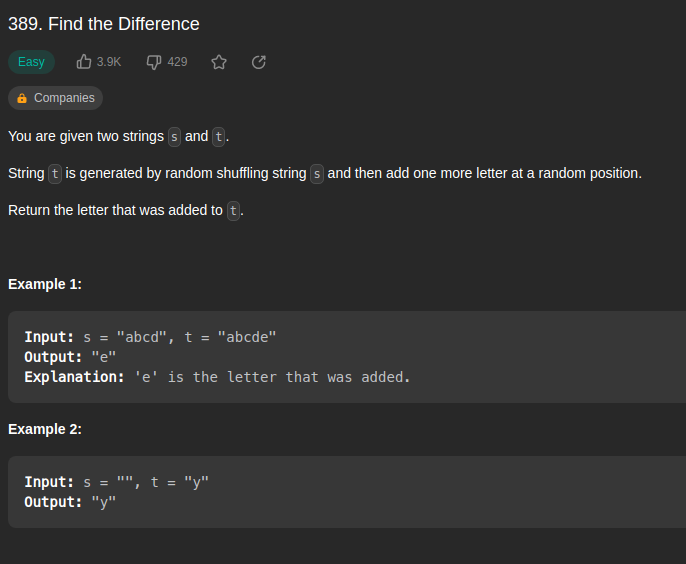 389. Find the Difference
Easy 3.9K 429
Companies
You are given two strings s and t.
String t is generated by random shuffling string s and then add one more letter at a random position.
Return the letter that was added to t.
Example 1:
Input: s = "abcd", t = "abcde"
Output: "e"
Explanation: 'e' is the letter that was added.
Example 2:
Input: s = "", t = "y"
Output: "y"